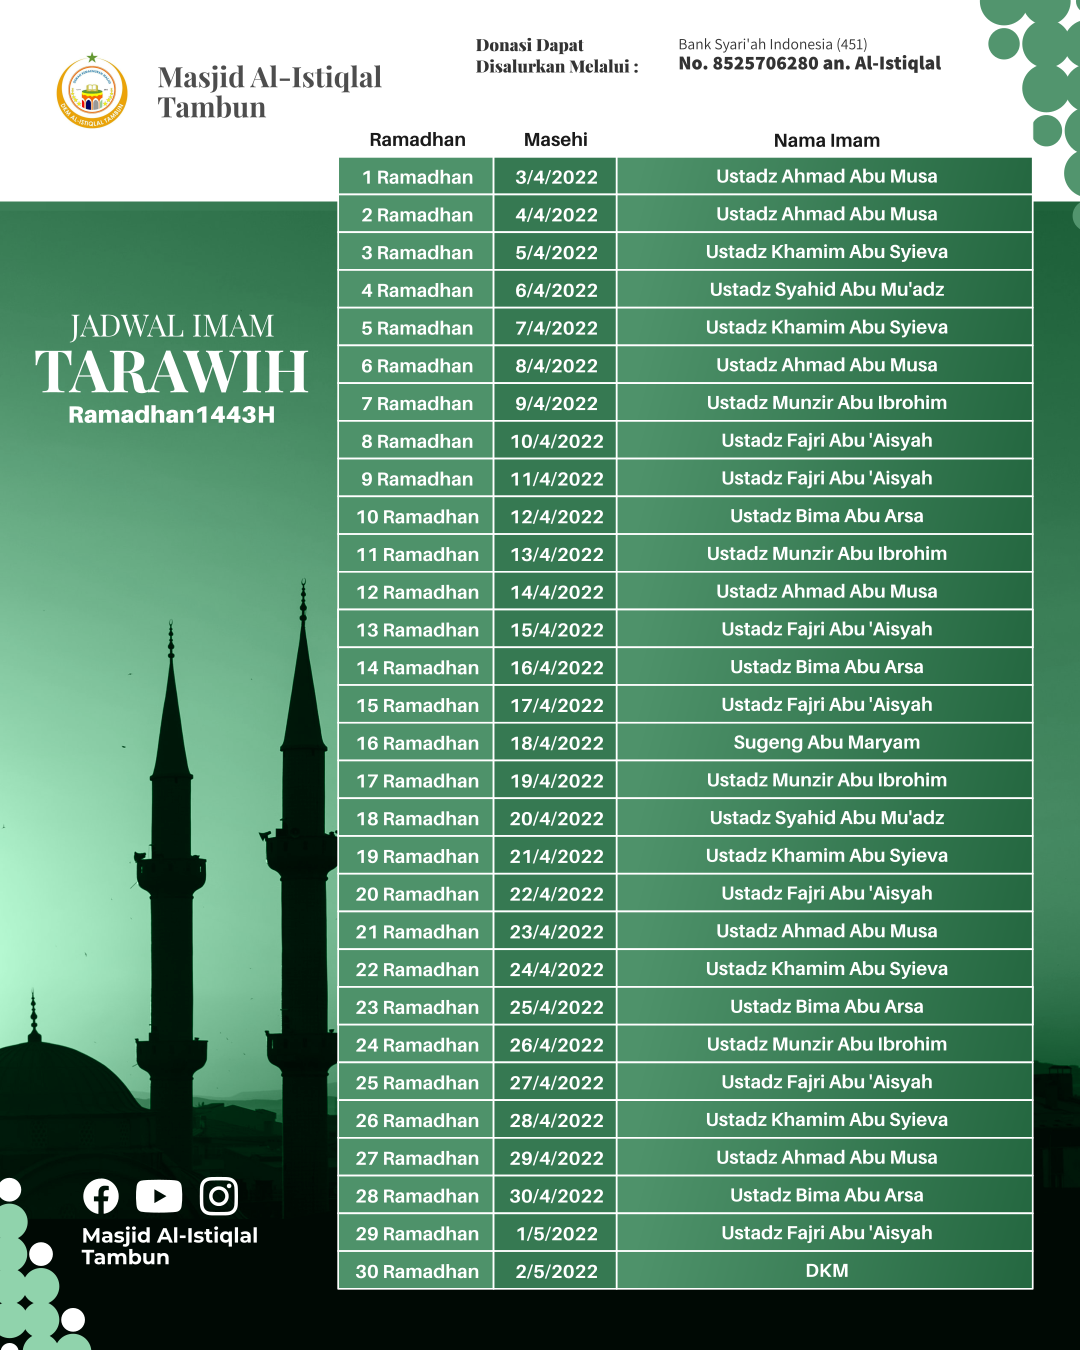 Donasi Dapat
Disalurkan Melalui :
Bank Syari'ah Indonesia (451)
No. 8525706280 an. Al-Istiqlal
Masjid Al-Istiqlal
Tambun
DKM AL-ISTIQLAL TAMBUN
Ramadhan Masehi Nama Imam
1 Ramadhan 3/4/2022 Ustadz Ahmad Abu Musa
2 Ramadhan 4/4/2022 Ustadz Ahmad Abu Musa
3 Ramadhan 5/4/2022 Ustadz Khamim Abu Syieva
4 Ramadhan 6/4/2022 Ustadz Syahid Abu Mu'adz
5 Ramadhan 7/4/2022 Ustadz Khamim Abu Syieva
6 Ramadhan 8/4/2022 Ustadz Ahmad Abu Musa
7 Ramadhan 9/4/2022 Ustadz Munzir Abu Ibrohim
8 Ramadhan 10/4/2022 Ustadz Fajri Abu 'Aisyah
9 Ramadhan 11/4/2022 Ustadz Fajri Abu 'Aisyah
10 Ramadhan 12/4/2022 Ustadz Bima Abu Arsa
11 Ramadhan 13/4/2022 Ustadz Munzir Abu Ibrohim
12 Ramadhan 14/4/2022 Ustadz Ahmad Abu Musa
13 Ramadhan 15/4/2022 Ustadz Fajri Abu 'Aisyah
14 Ramadhan 16/4/2022 Ustadz Bima Abu Arsa
15 Ramadhan 17/4/2022 Ustadz Fajri Abu 'Aisyah
16 Ramadhan 18/4/2022 Sugeng Abu Maryam
17 Ramadhan 19/4/2022 Ustadz Munzir Abu Ibrohim
18 Ramadhan 20/4/2022 Ustadz Syahid Abu Mu'adz
19 Ramadhan 21/4/2022 Ustadz Khamim Abu Syieva
20 Ramadhan 22/4/2022 Ustadz Fajri Abu 'Aisyah
21 Ramadhan 23/4/2022 Ustadz Ahmad Abu Musa
22 Ramadhan 24/4/2022 Ustadz Khamim Abu Syieva
23 Ramadhan 25/4/2022 Ustadz Bima Abu Arsa
24 Ramadhan 26/4/2022 Ustadz Munzir Abu Ibrohim
25 Ramadhan 27/4/2022 Ustadz Fajri Abu 'Aisyah
26 Ramadhan 28/4/2022 Ustadz Khamim Abu Syieva
27 Ramadhan 29/4/2022 Ustadz Ahmad Abu Musa
28 Ramadhan 30/4/2022 Ustadz Bima Abu Arsa
29 Ramadhan 1/5/2022 Ustadz Fajri Abu 'Aisyah
30 Ramadhan 2/5/2022 DKM
JADWAL IMAM
TARAWIH
Ramadhan1443H
Masjid Al-Istiqlal
Tambun